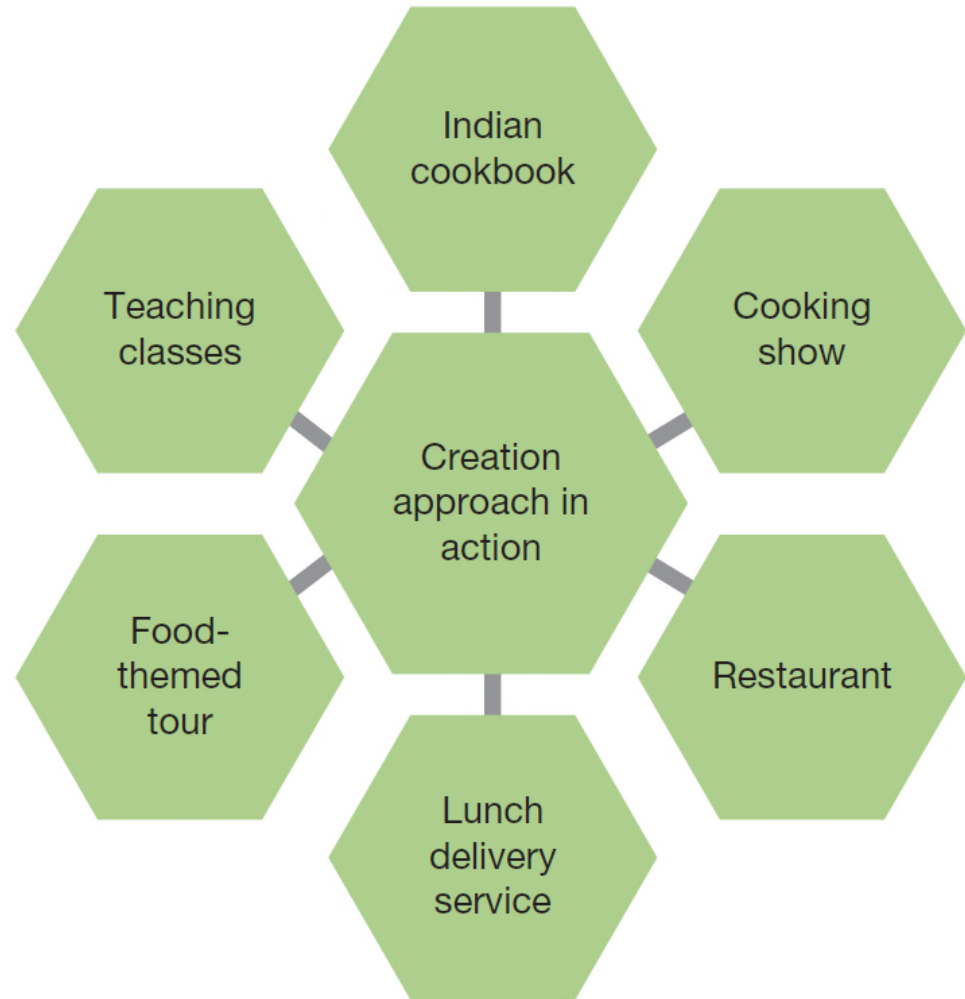 Indian
cookbook
Teaching
classes
Cooking
show
Creation
approach in
action
Food-
themed
tour
Restaurant
Lunch
delivery
service